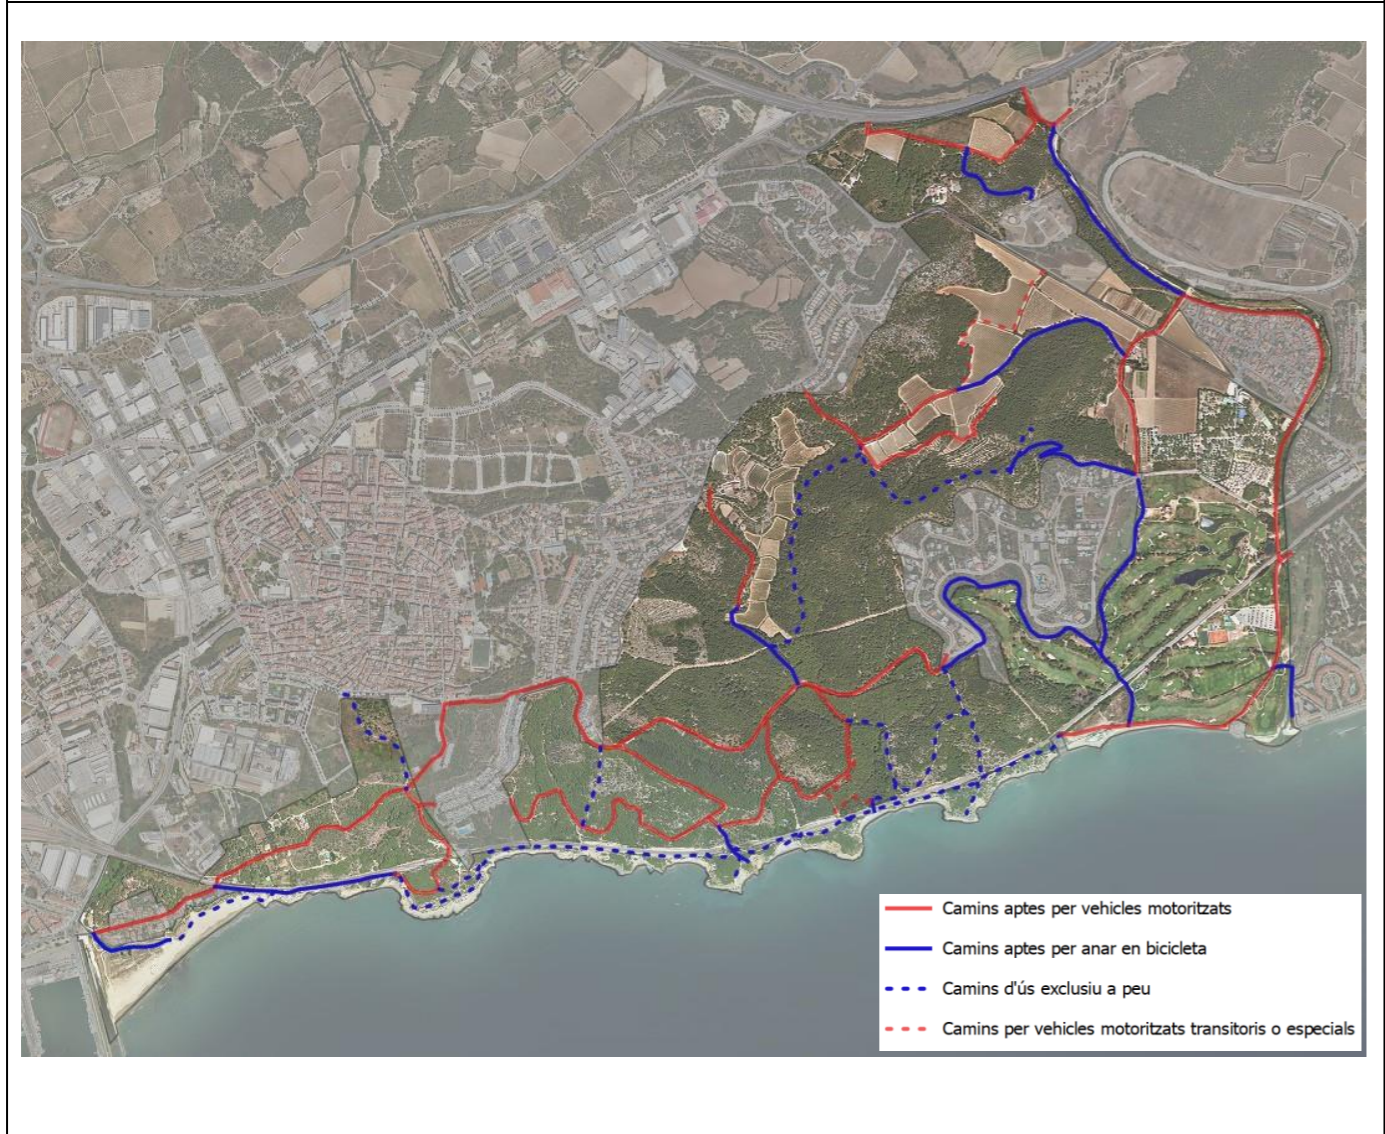 Camins aptes per vehicles motoritzats
Camins aptes per anar en bicicleta
Camins d'ús exclusiu a peu
Camins per vehicles motoritzats transitoris o especials